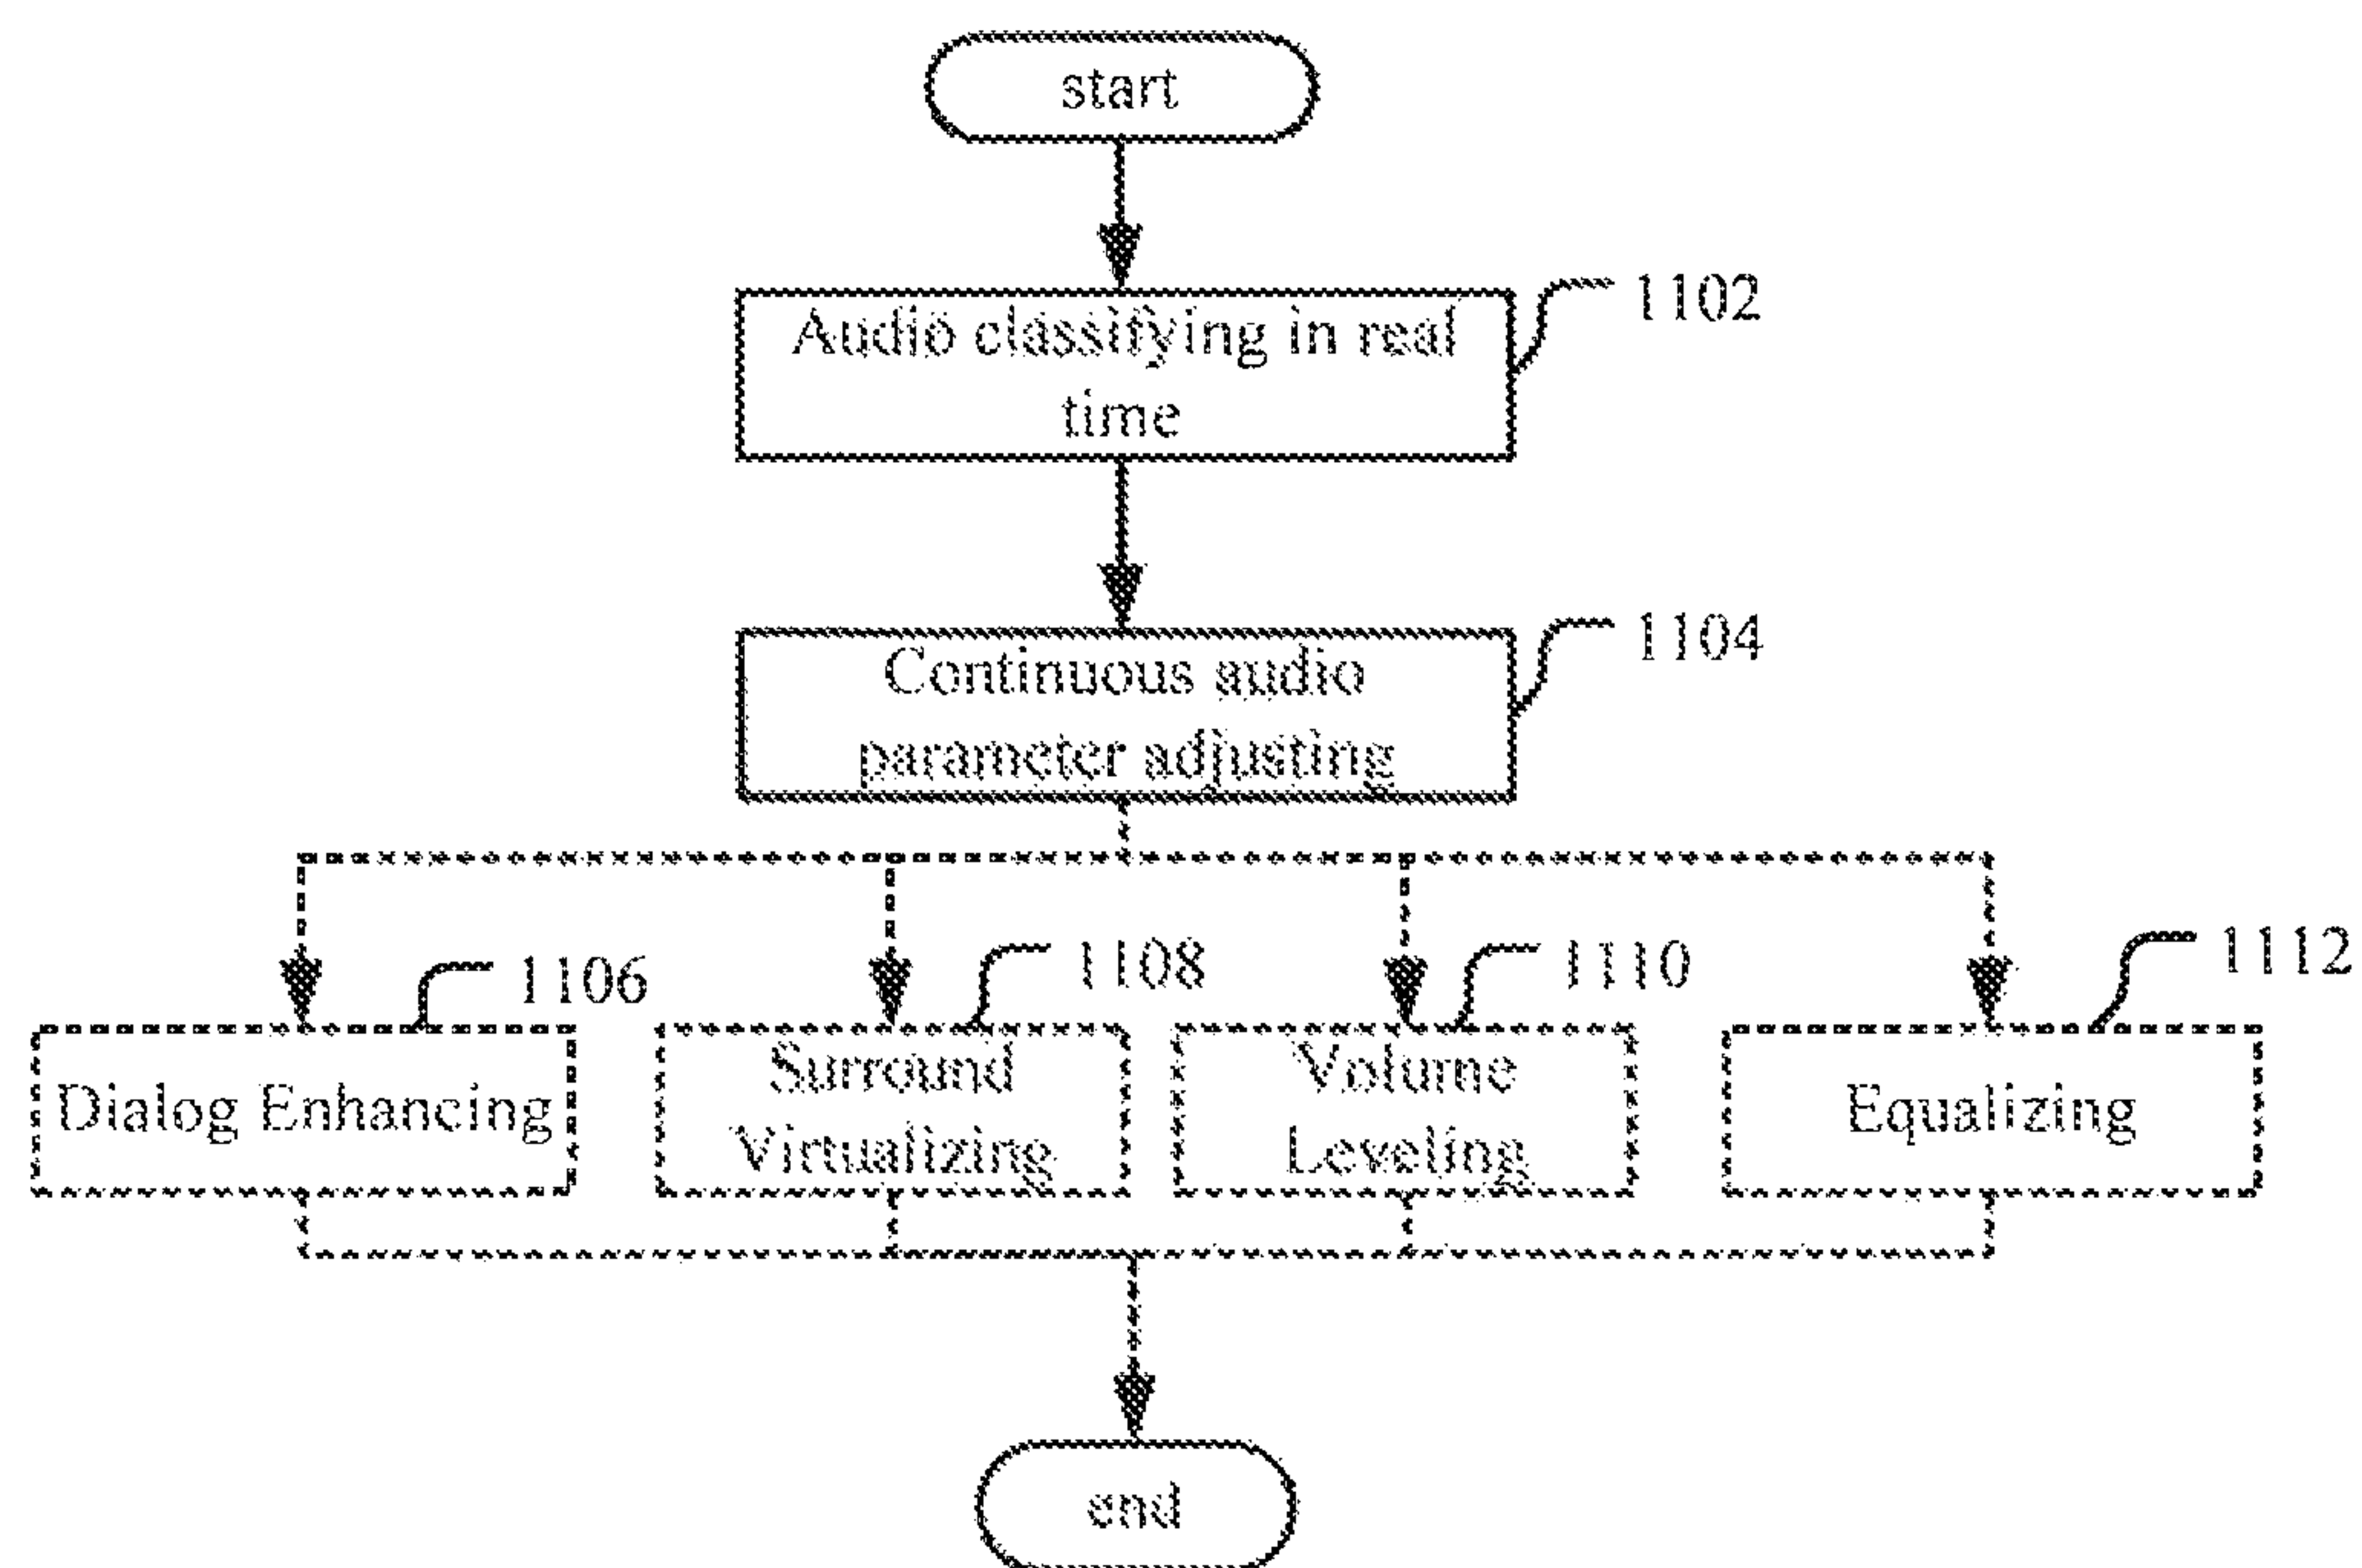 start
Audio classifying in real
time
1102
Continuous audio
parameter adjusting
1104
1106
1108
1110
1112
Dialog Enhancing
Surround
Virtualizing
Volume
Leveling
Equalizing
end